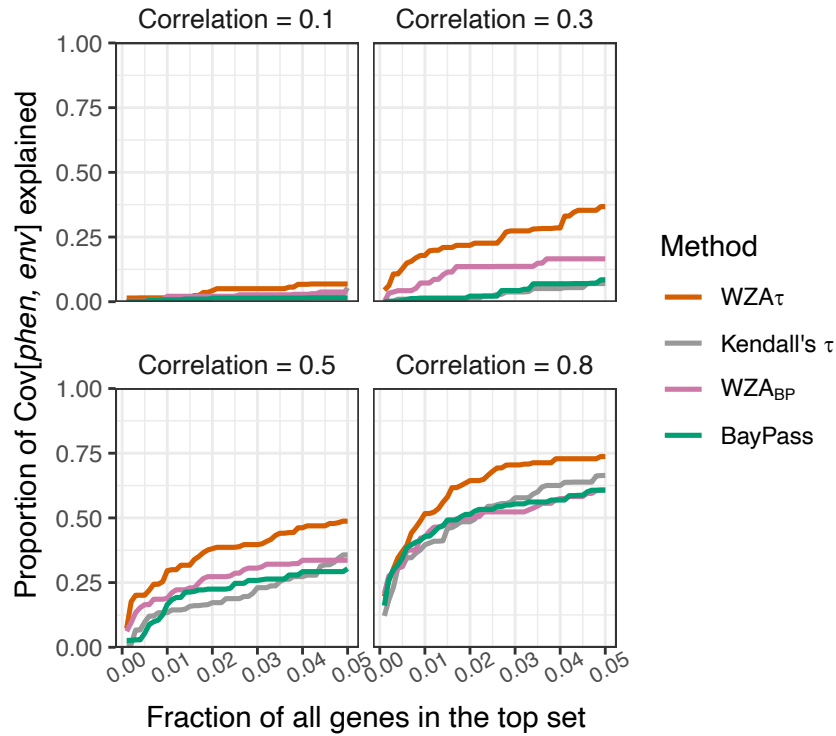 Correlation = 0.1
Correlation = 0.3
1.00
0.75
0.50
0.25
0.00
Correlation = 0.5
Correlation = 0.8
1.00
0.75
0.50
0.25
0.00
0.00 0.01 0.02 0.03 0.04 0.05
0.00 0.01 0.02 0.03 0.04 0.05
Proportion of Cov[phen, env] explained
Fraction of all genes in the top set
Method
WZAτ
Kendall's τ
WZA_BP
BayPass